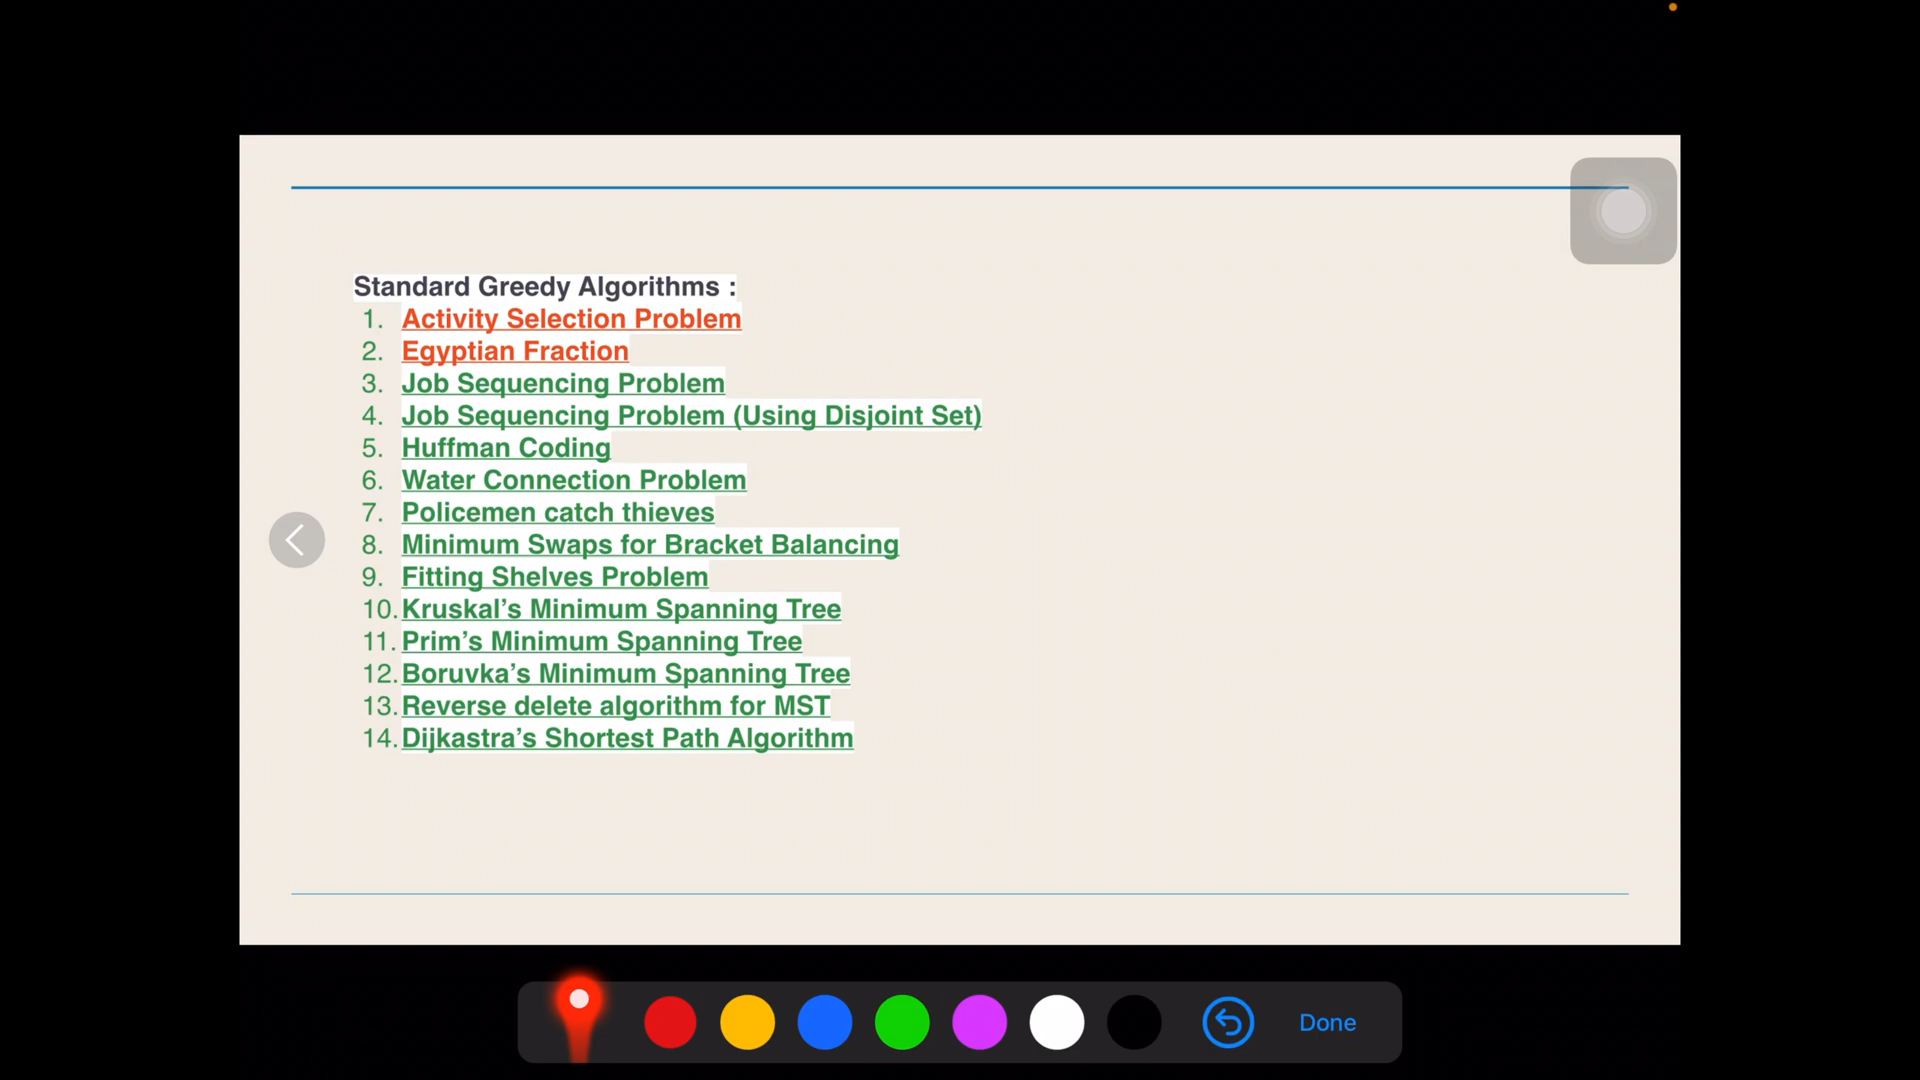 Standard Greedy Algorithms :
1. Activity Selection Problem
2. Egyptian Fraction
3. Job Sequencing Problem
4. Job Sequencing Problem (Using Disjoint Set)
5. Huffman Coding
6. Water Connection Problem
7. Policemen catch thieves
8. Minimum Swaps for Bracket Balancing
9. Fitting Shelves Problem
10. Kruskal’s Minimum Spanning Tree
11. Prim’s Minimum Spanning Tree
12. Boruvka’s Minimum Spanning Tree
13. Reverse delete algorithm for MST
14. Dijkastra’s Shortest Path Algorithm
Done